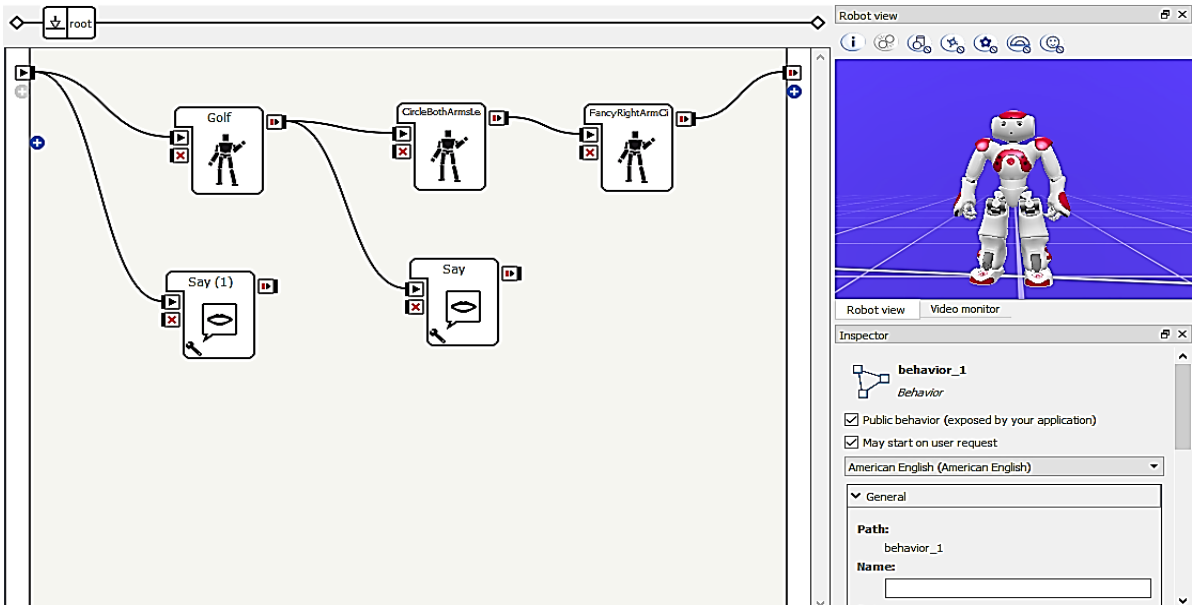 root
Golf
CircleBothArmsLe
FancyRightArmCi
Say (1)
Say
Robot view
Robot view
Video monitor
Inspector
behavior_1
Behavior
Public behavior (exposed by your application)
May start on user request
American English (American English)
General
Path:
behavior_1
Name: